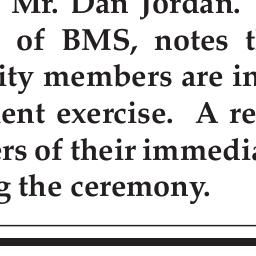 Mr. Dan Jordan.
of BMS, notes t
ity members are in
ent exercise. A re
ers of their immedia
g the ceremony.